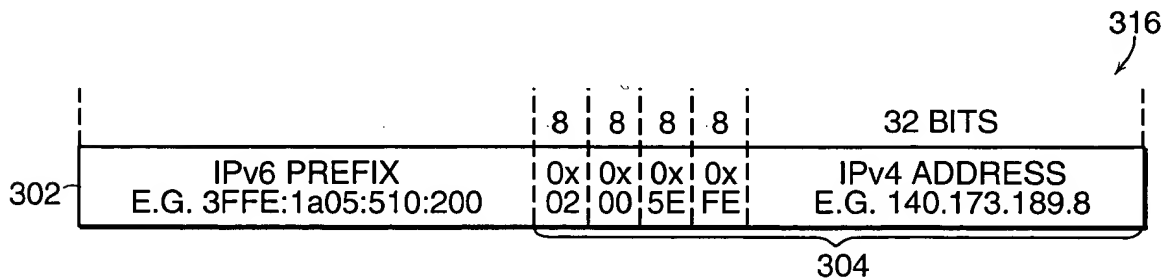 316
8 8 8 8 32 BITS
IPv6 PREFIX 0x 0x 0x 0x IPv4 ADDRESS
302 E.G. 3FFE:1a05:510:200 02 00 5E FE E.G. 140.173.189.8
304